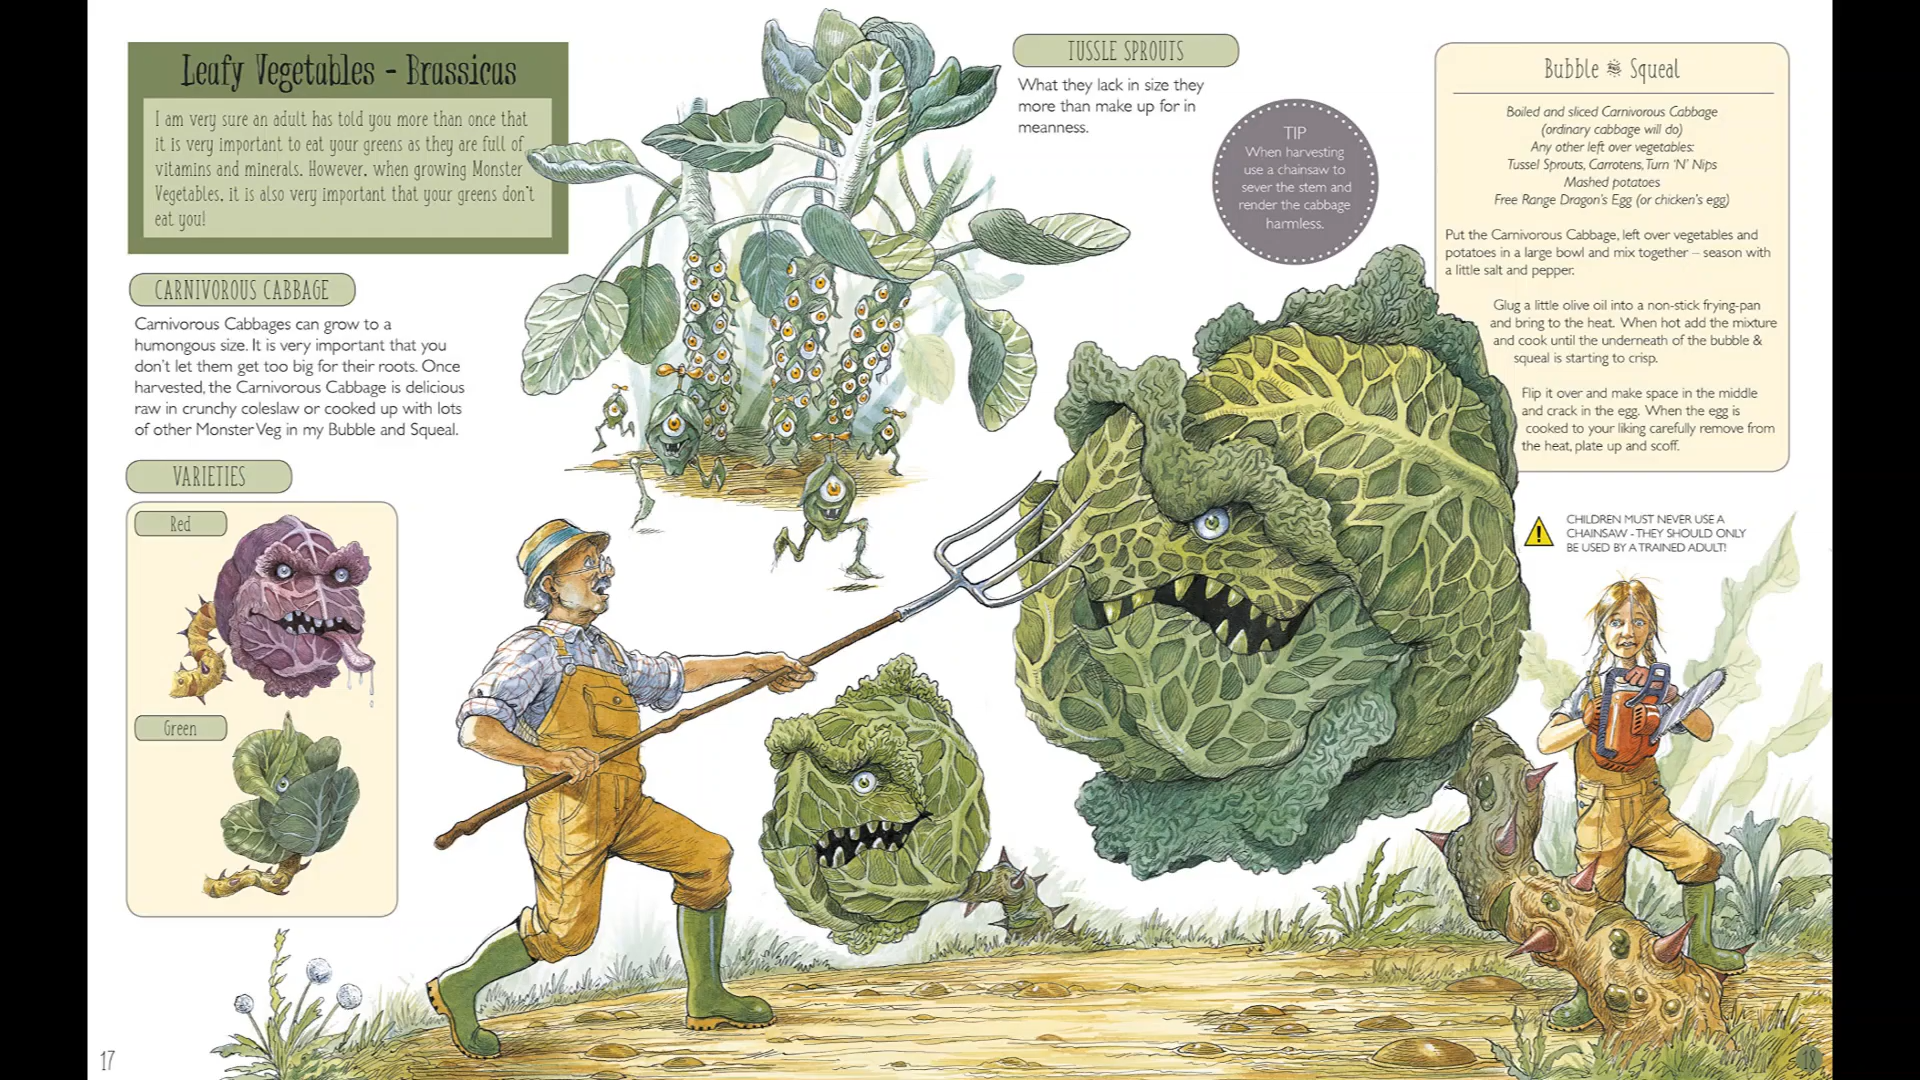 Leafy Vegetables - Brassicas
I am very sure an adult has told you more than once that
it is very important to eat your greens as they are full of
vitamins and minerals. However, when growing Monster
Vegetables, it is also very important that your greens don't
eat you!
CARNIVOROUS CABBAGE
Carnivorous Cabbages can grow to a
humongous size. It is very important that you
don't let them get too big for their roots. Once
harvested, the Carnivorous Cabbage is delicious
raw in crunchy coleslaw or cooked up with lots
of other Monster Veg in my Bubble and Squeal.
VARIETIES
Red
Green
17
TUSSLE SPROUTS
What they lack in size they
more than make up for in
meanness.
TIP
When harvesting
use a chainsaw to
sever the stem and
render the cabbage
harmless.
Bubble & Squeal
Boiled and sliced Carnivorous Cabbage
(ordinary cabbage will do)
Any other left over vegetables:
Tussel Sprouts, Carrotens, Turn 'N' Nips
Mashed potatoes
Free Range Dragon's Egg (or chicken's egg)
Put the Carnivorous Cabbage, left over vegetables and
potatoes in a large bowl and mix together – season with
a little salt and pepper.
Glug a little olive oil into a non-stick frying-pan
and bring to the heat. When hot add the mixture
and cook until the underneath of the bubble &
squeal is starting to crisp.
Flip it over and make space in the middle
and crack in the egg. When the egg is
cooked to your liking carefully remove from
the heat, plate up and scoff.
CHILDREN MUST NEVER USE A
CHAINSAW - THEY SHOULD ONLY
BE USED BY A TRAINED ADULT!
18